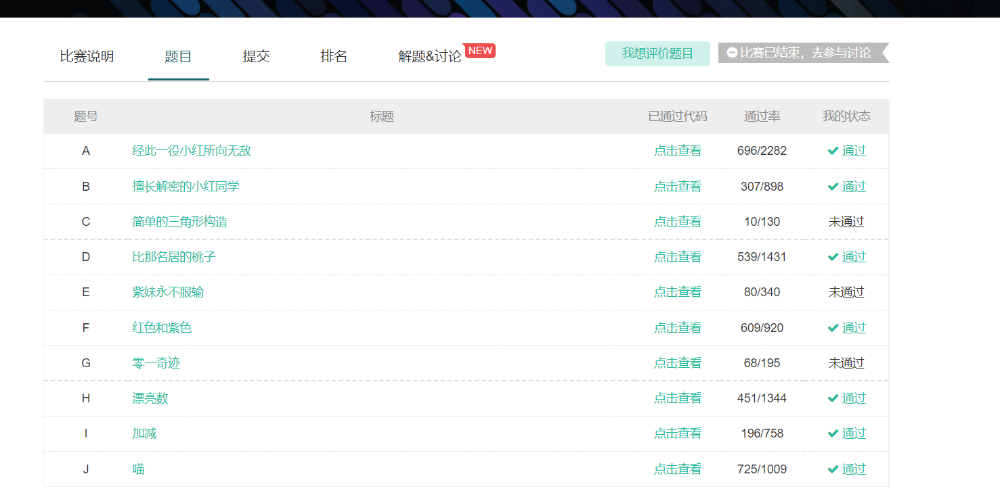 比赛说明 题目 提交 排名 解题&讨论 NEW 我想评价题目 比赛已结束，去参与讨论
题号 标题 已通过代码 通过率 我的状态
A 经此一役小红所向无敌 点击查看 696/2282 通过
B 擅长解密的小红同学 点击查看 307/898 通过
C 简单的三角形构造 点击查看 10/130 未通过
D 比那名居的桃子 点击查看 539/1431 通过
E 紫妹永不服输 点击查看 80/340 未通过
F 红色和紫色 点击查看 609/920 通过
G 零一奇迹 点击查看 68/195 未通过
H 漂亮数 点击查看 451/1344 通过
I 加减 点击查看 196/758 通过
J 喵 点击查看 725/1009 通过